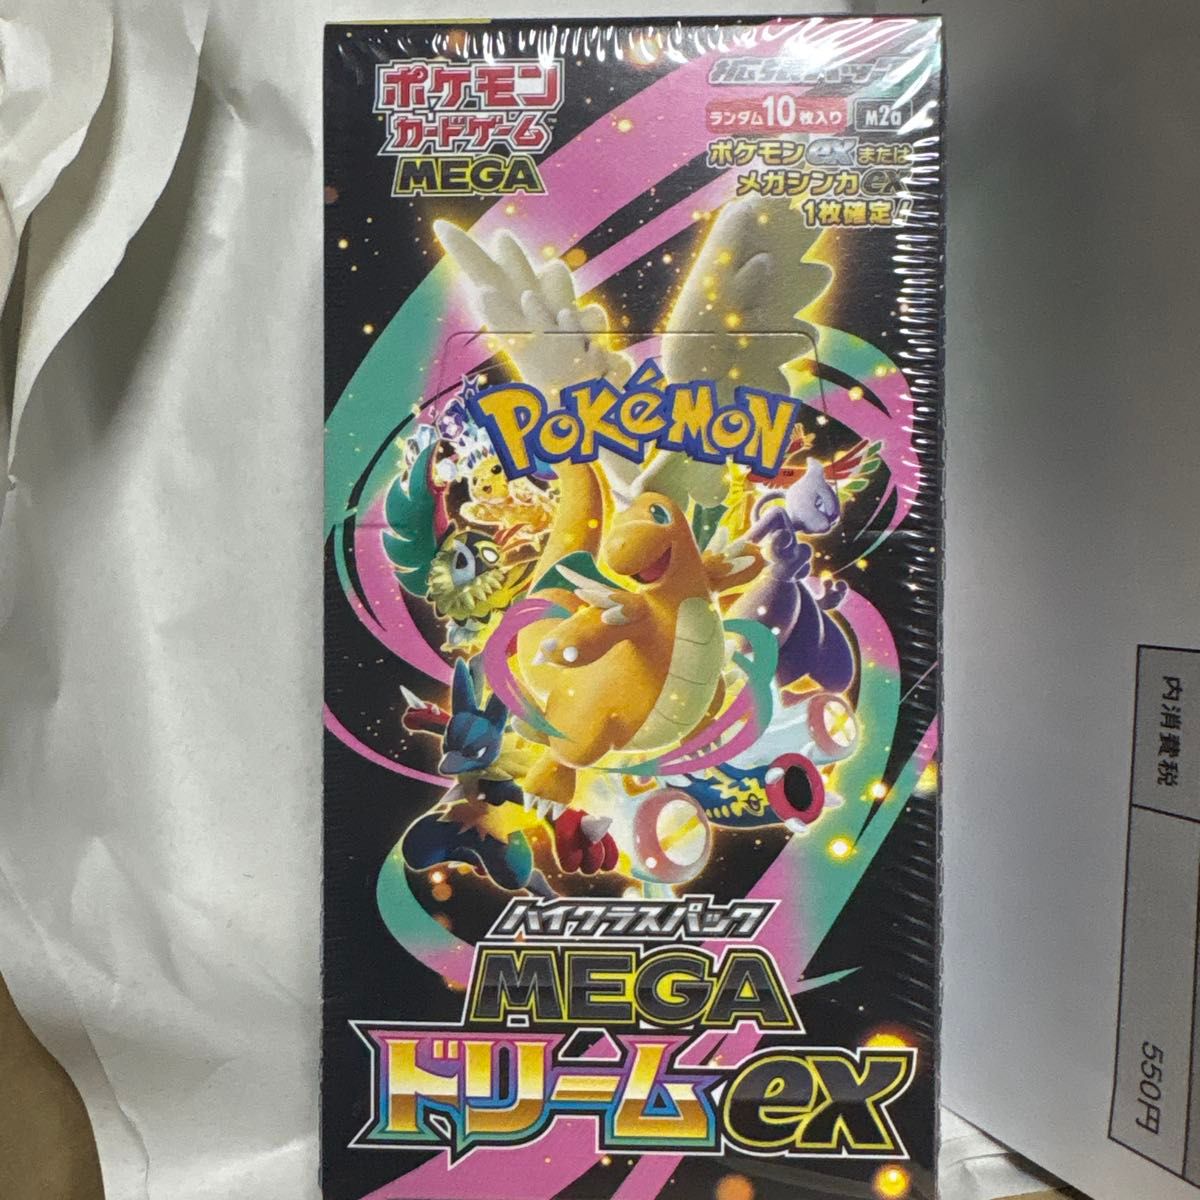 ポケモン
カードゲーム™
MEGA
拡張パック
ランダム10枚入り
M2a
ポケモンexまたは
メガシンカex
1枚確定!
POKéMON
TM
ハイクラスパック
MEGA
ドリームex
内消費税
550円